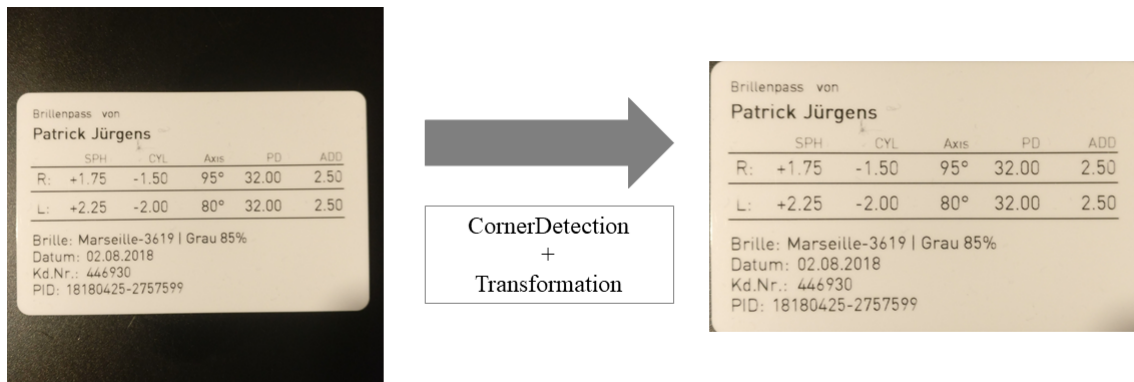 Brillenpass von
Patrick Jürgens
SPH CYL Axis PD ADD
R: +1.75 -1.50 95° 32.00 2.50
L: +2.25 -2.00 80° 32.00 2.50
Brille: Marseille-3619 | Grau 85%
Datum: 02.08.2018
Kd.Nr.: 446930
PID: 18180425-2757599
CornerDetection
+
Transformation
Brillenpass von
Patrick Jürgens
SPH CYL Axis PD ADD
R: +1.75 -1.50 95° 32.00 2.50
L: +2.25 -2.00 80° 32.00 2.50
Brille: Marseille-3619 | Grau 85%
Datum: 02.08.2018
Kd.Nr.: 446930
PID: 18180425-2757599